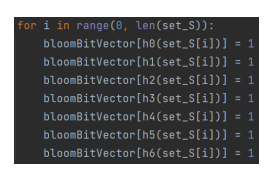 for i in range(0, len(set_S)):
    bloomBitVector[h0(set_S[i])] = 1
    bloomBitVector[h1(set_S[i])] = 1
    bloomBitVector[h2(set_S[i])] = 1
    bloomBitVector[h3(set_S[i])] = 1
    bloomBitVector[h4(set_S[i])] = 1
    bloomBitVector[h5(set_S[i])] = 1
    bloomBitVector[h6(set_S[i])] = 1